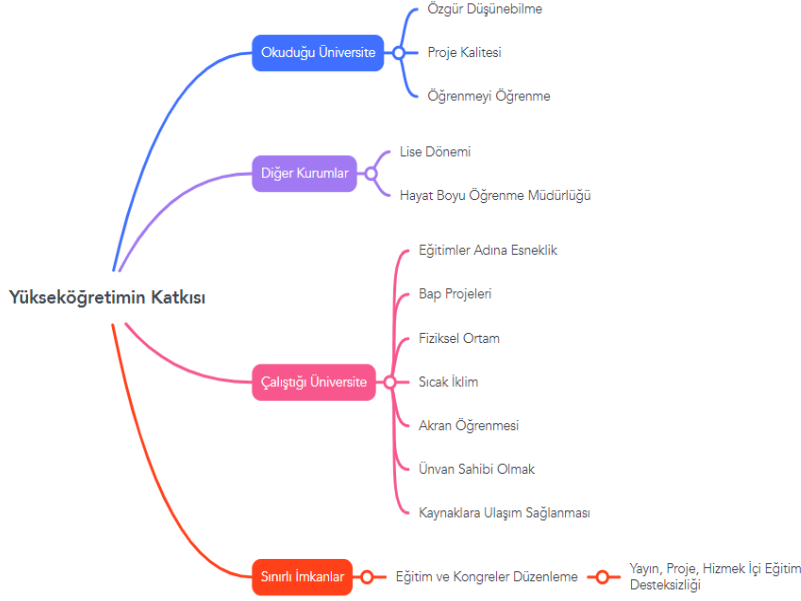 Yükseköğretimin Katkısı
Okuduğu Üniversite
Özgür Düşünebilme
Proje Kalitesi
Öğrenmeyi Öğrenme
Diğer Kurumlar
Lise Dönemi
Hayat Boyu Öğrenme Müdürlüğü
Çalıştığı Üniversite
Eğitimler Adına Esneklik
Bap Projeleri
Fiziksel Ortam
Sıcak İklim
Akran Öğrenmesi
Ünvan Sahibi Olmak
Kaynaklara Ulaşım Sağlanması
Sınırlı İmkanlar
Eğitim ve Kongreler Düzenleme
Yayın, Proje, Hizmek İçi Eğitim
Desteksizliği